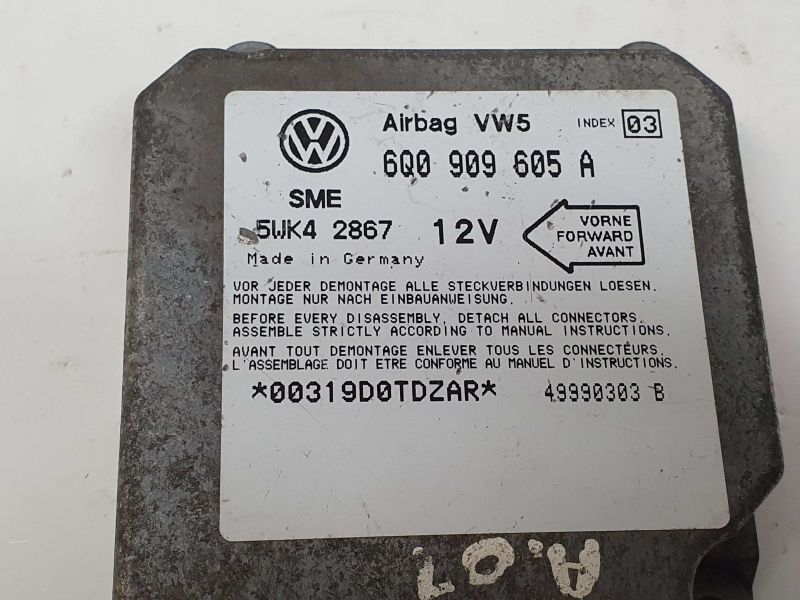 VW
Airbag VW5 INDEX 03
6Q0 909 605 A
SME
5WK4 2867 12V
VORNE
FORWARD
AVANT
Made in Germany
VOR JEDER DEMONTAGE ALLE STECKVERBINDUNGEN LOESEN.
MONTAGE NUR NACH EINBAUANWEISUNG.
BEFORE EVERY DISASSEMBLY, DETACH ALL CONNECTORS.
ASSEMBLE STRICTLY ACCORDING TO MANUAL INSTRUCTIONS.
AVANT TOUT DEMONTAGE ENLEVER TOUS LES CONNECTEURS.
L'ASSEMBLAGE DOIT ETRE CONFORME AU MANUEL D'INSTRUCTIONS.
*00319D0TDZAR* 49990303 B
A.07